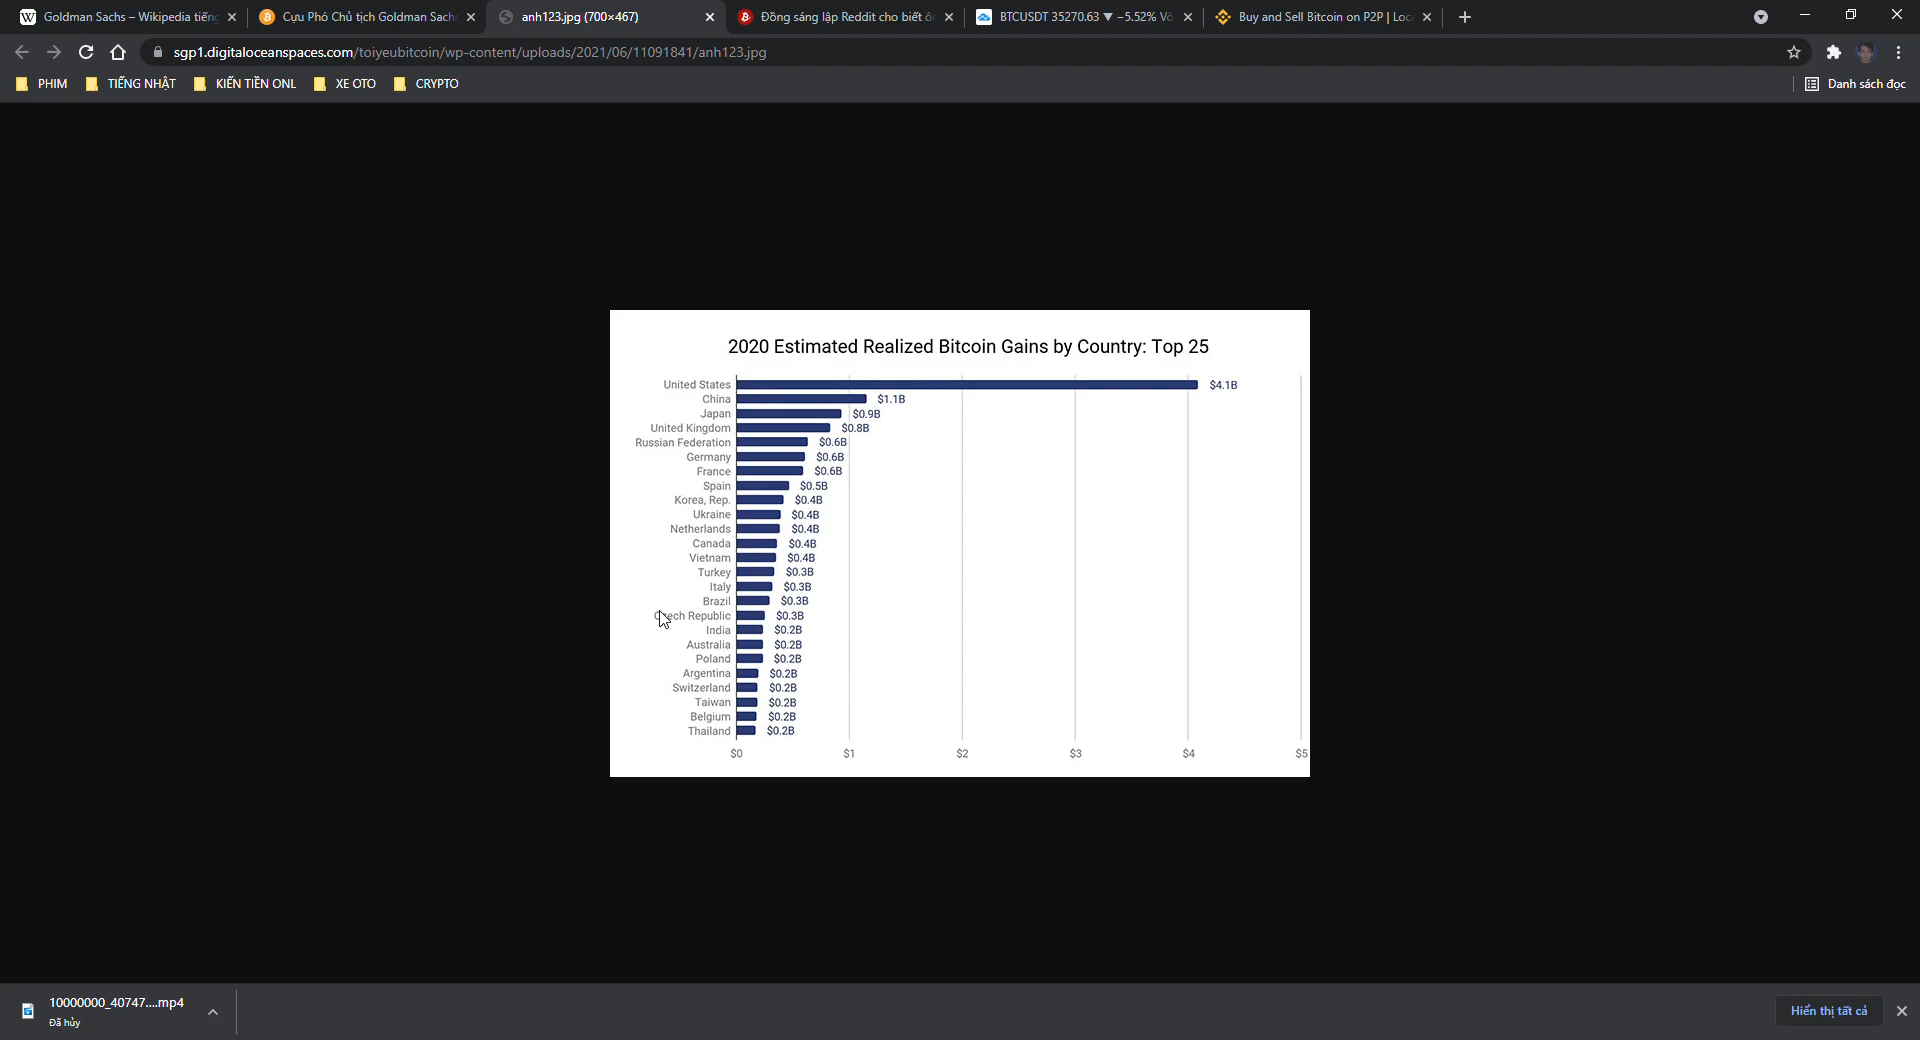 Goldman Sachs – Wikipedia tiếng
Cựu Phó Chủ tịch Goldman Sachs
anh123.jpg (700×467)
Đồng sáng lập Reddit cho biết
BTCUSDT 35270.63 ▼ −5.52%
Buy and Sell Bitcoin on P2P |
sgp1.digitaloceanspaces.com/toiyeubitcoin/wp-content/uploads/2021/06/11091841/anh123.jpg
PHIM
TIẾNG NHẬT
KIẾN TIỀN ONL
XE OTO
CRYPTO
Danh sách đọc
2020 Estimated Realized Bitcoin Gains by Country: Top 25
United States $4.1B
China $1.1B
Japan $0.9B
United Kingdom $0.8B
Russian Federation $0.6B
Germany $0.6B
France $0.6B
Spain $0.5B
Korea, Rep. $0.4B
Ukraine $0.4B
Netherlands $0.4B
Canada $0.4B
Vietnam $0.4B
Turkey $0.3B
Italy $0.3B
Brazil $0.3B
Czech Republic $0.3B
India $0.2B
Australia $0.2B
Poland $0.2B
Argentina $0.2B
Switzerland $0.2B
Taiwan $0.2B
Belgium $0.2B
Thailand $0.2B
$0 $1 $2 $3 $4 $5
10000000_40747....mp4
Đã hủy
Hiển thị tất cả